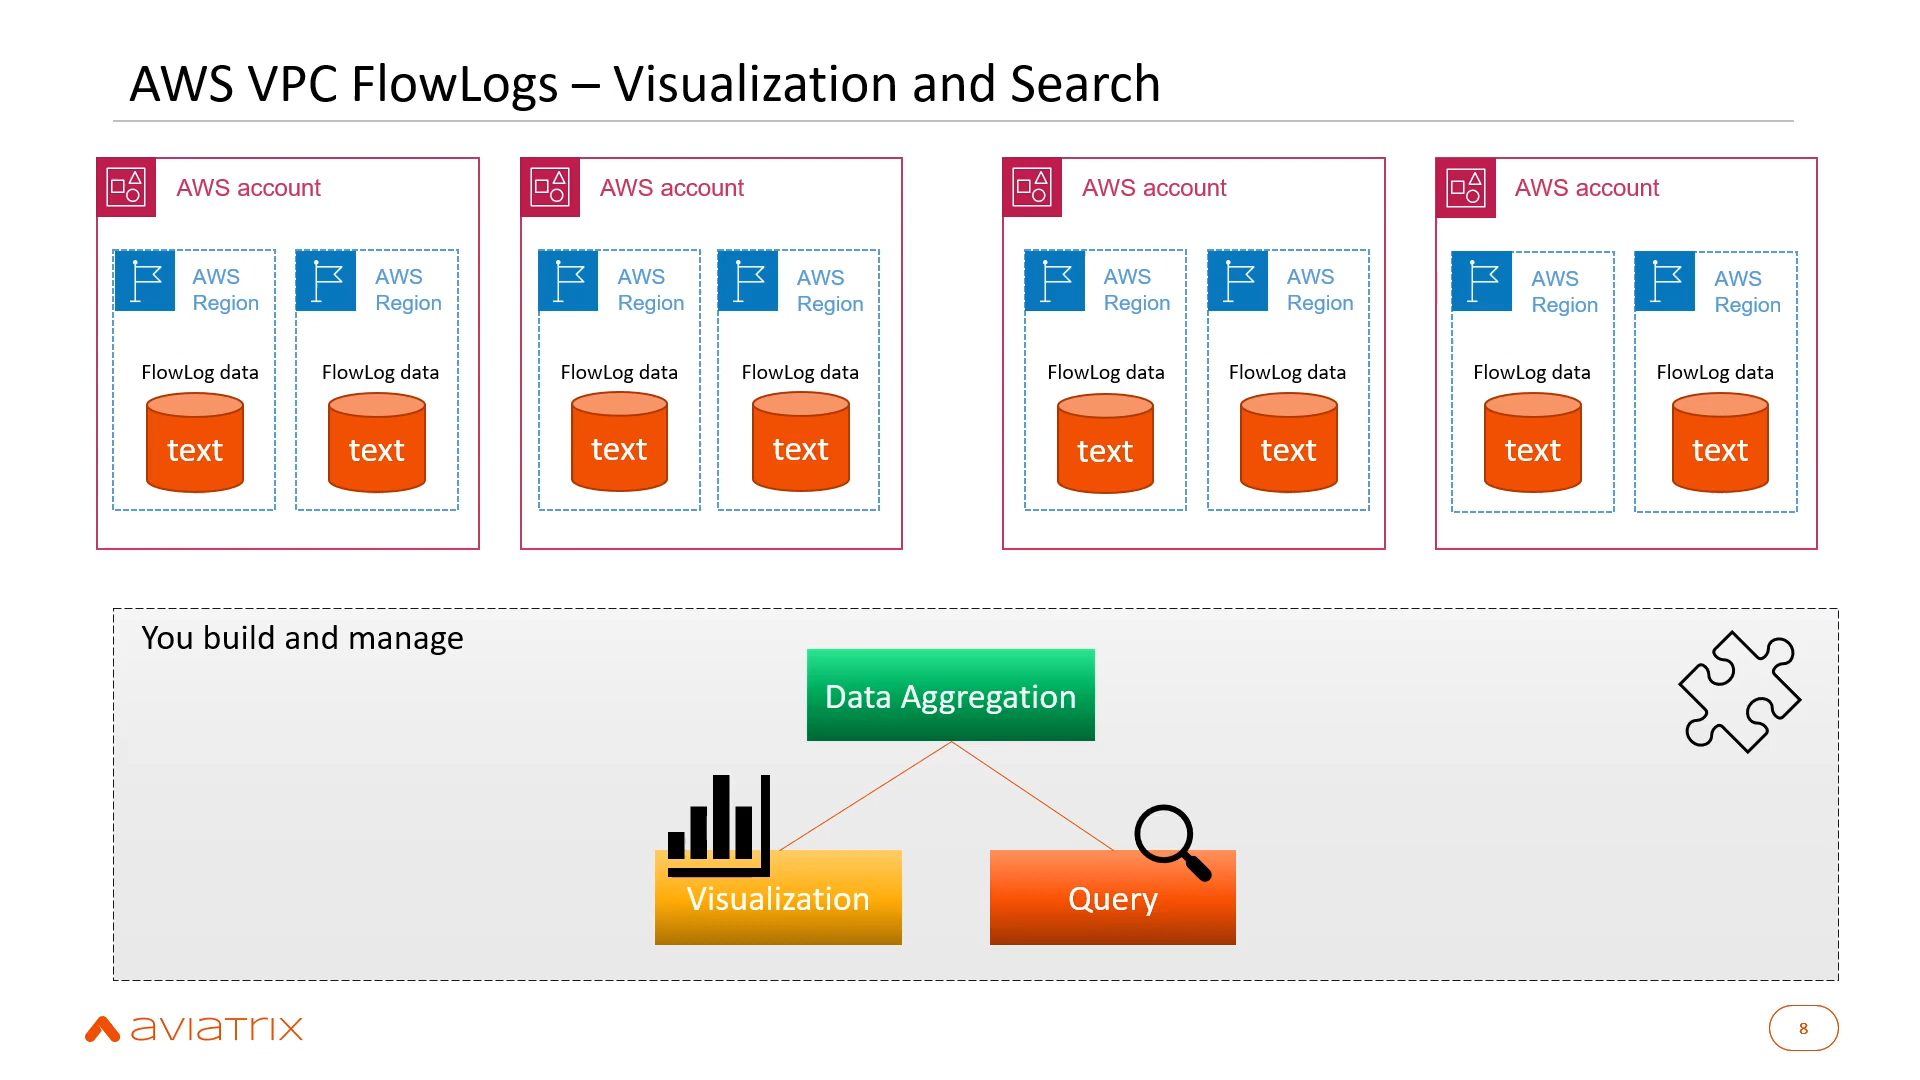 AWS VPC FlowLogs – Visualization and Search
AWS account
AWS account
AWS account
AWS account
AWS
Region
AWS
Region
AWS
Region
AWS
Region
AWS
Region
AWS
Region
AWS
Region
AWS
Region
FlowLog data
FlowLog data
FlowLog data
FlowLog data
FlowLog data
FlowLog data
FlowLog data
FlowLog data
text
text
text
text
text
text
text
text
You build and manage
Data Aggregation
Visualization
Query
aviatrix
8